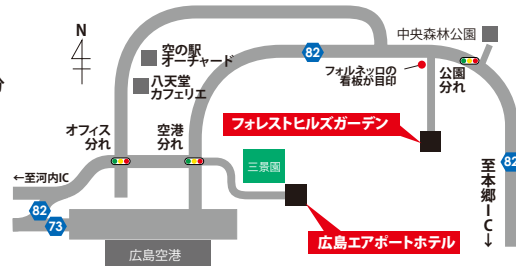 N
中央森林公園
空の駅
オーチャード
82
フォルネッロの
看板が目印
公園
分れ
八天堂
カフェリエ
分
オフィス
分れ
空港
分れ
フォレストヒルズガーデン
←至河内IC
三景園
82
至本郷IC→
82
73
広島エアポートホテル
広島空港